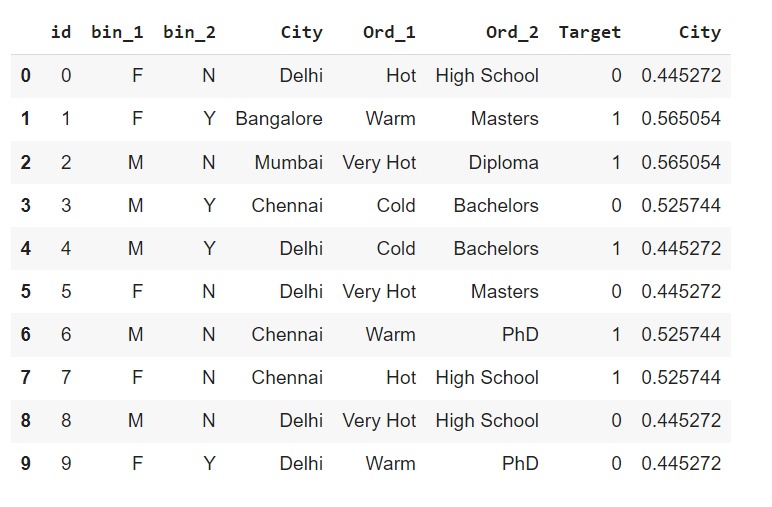 id bin_1 bin_2 City Ord_1 Ord_2 Target City
0 0 F N Delhi Hot High School 0 0.445272
1 1 F Y Bangalore Warm Masters 1 0.565054
2 2 M N Mumbai Very Hot Diploma 1 0.565054
3 3 M Y Chennai Cold Bachelors 0 0.525744
4 4 M Y Delhi Cold Bachelors 1 0.445272
5 5 F N Delhi Very Hot Masters 0 0.445272
6 6 M N Chennai Warm PhD 1 0.525744
7 7 F N Chennai Hot High School 1 0.525744
8 8 M N Delhi Very Hot High School 0 0.445272
9 9 F Y Delhi Warm PhD 0 0.445272